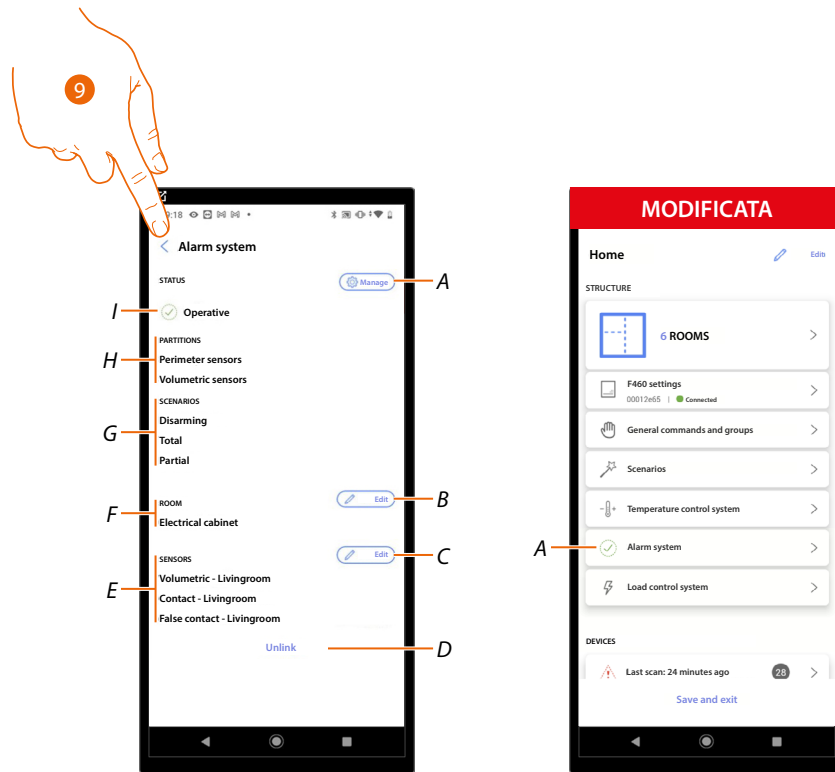 9
9:18
Alarm system
STATUS
Manage
A
I
Operative
PARTITIONS
H
Perimeter sensors
Volumetric sensors
SCENARIOS
Disarming
G
Total
Partial
ROOM
Edit
B
F
Electrical cabinet
SENSORS
Edit
C
Volumetric - Livingroom
E
Contact - Livingroom
False contact - Livingroom
Unlink
D
MODIFICATA
Home
Edit
STRUCTURE
6 ROOMS
F460 settings
00012e65 | Connected
General commands and groups
Scenarios
Temperature control system
A
Alarm system
Load control system
DEVICES
Last scan: 24 minutes ago
28
Save and exit